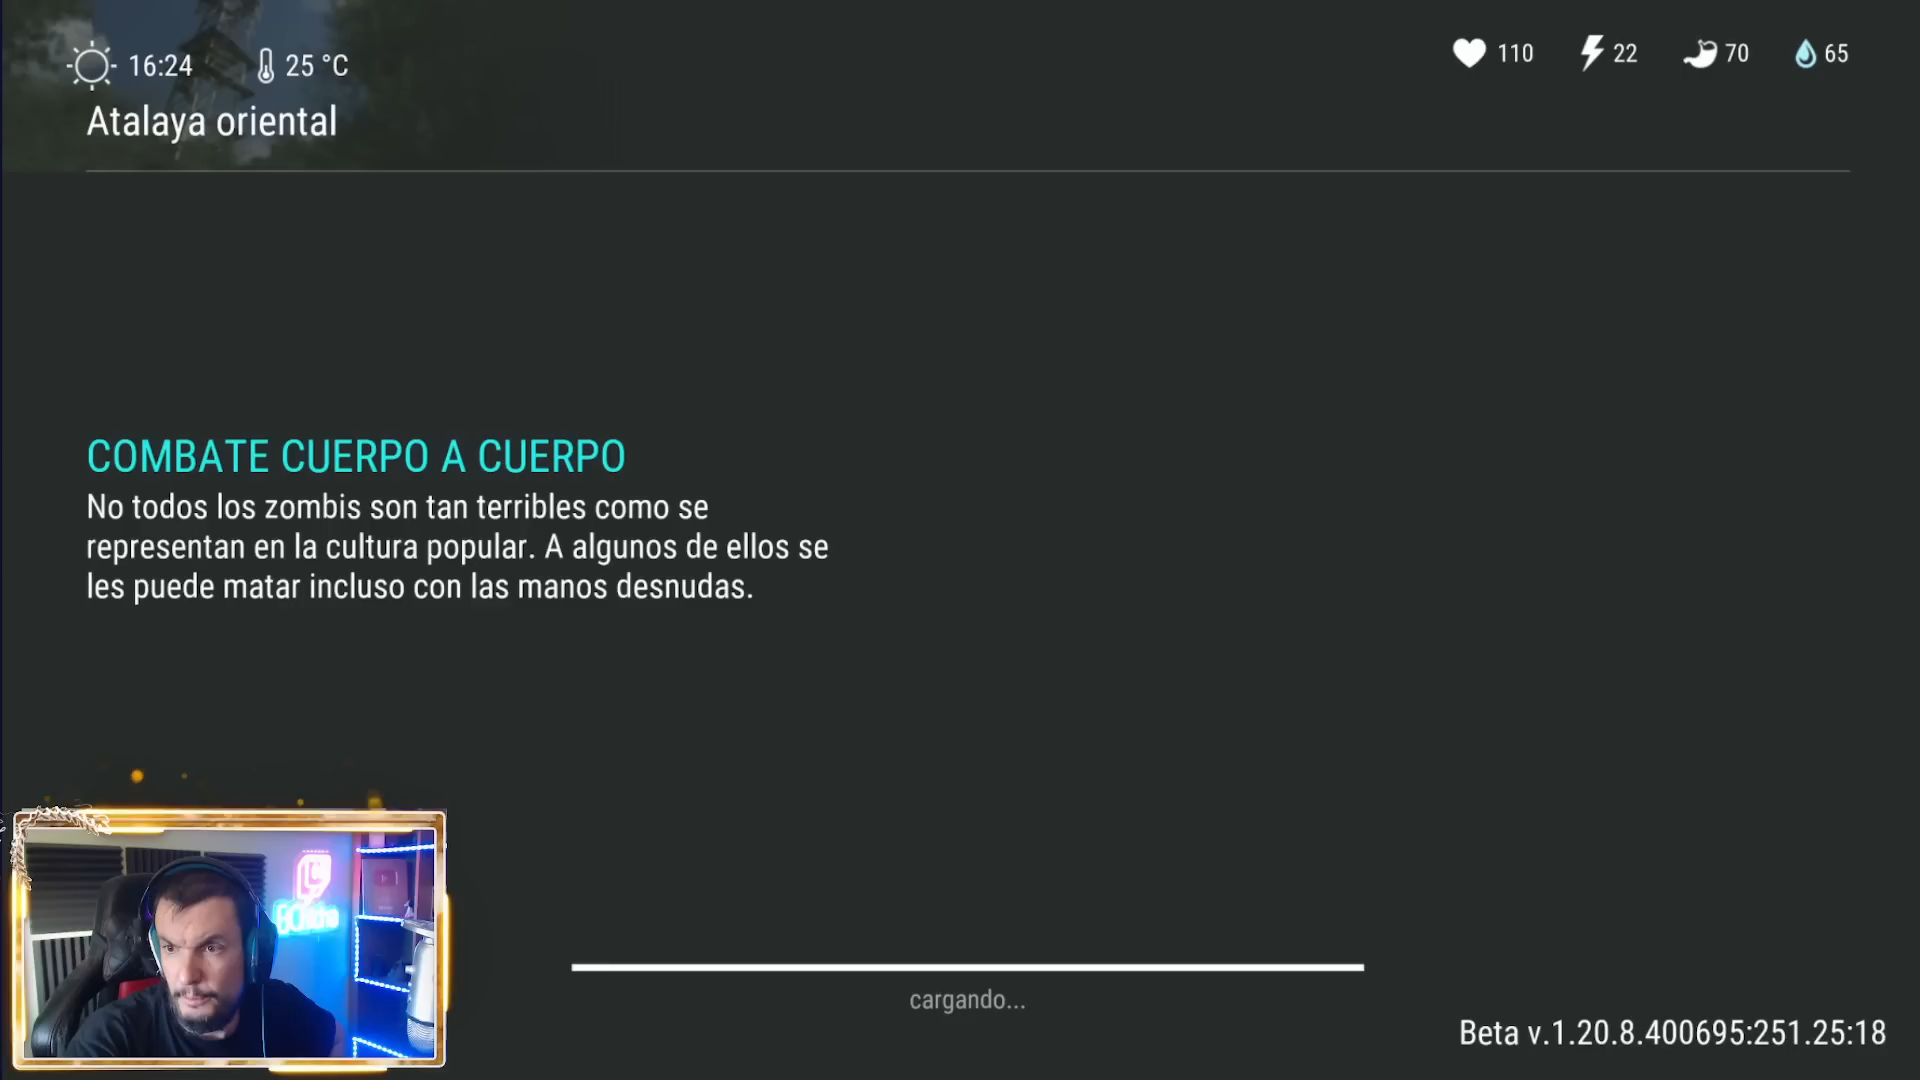 16:24 25 °C
110 22 70 65
Atalaya oriental
COMBATE CUERPO A CUERPO
No todos los zombis son tan terribles como se
representan en la cultura popular. A algunos de ellos se
les puede matar incluso con las manos desnudas.
cargando...
Beta v.1.20.8.400695:251.25:18